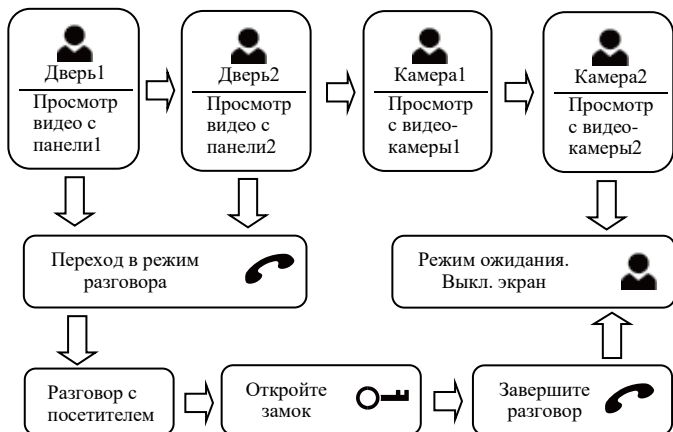 Дверь1
Просмотр
видео с
панели1
Дверь2
Просмотр
видео с
панели2
Камера1
Просмотр
с видео-
камеры1
Камера2
Просмотр
с видео-
камеры2
Переход в режим
разговора
Режим ожидания.
Выкл. экран
Разговор с
посетителем
Откройте
замок
Завершите
разговор